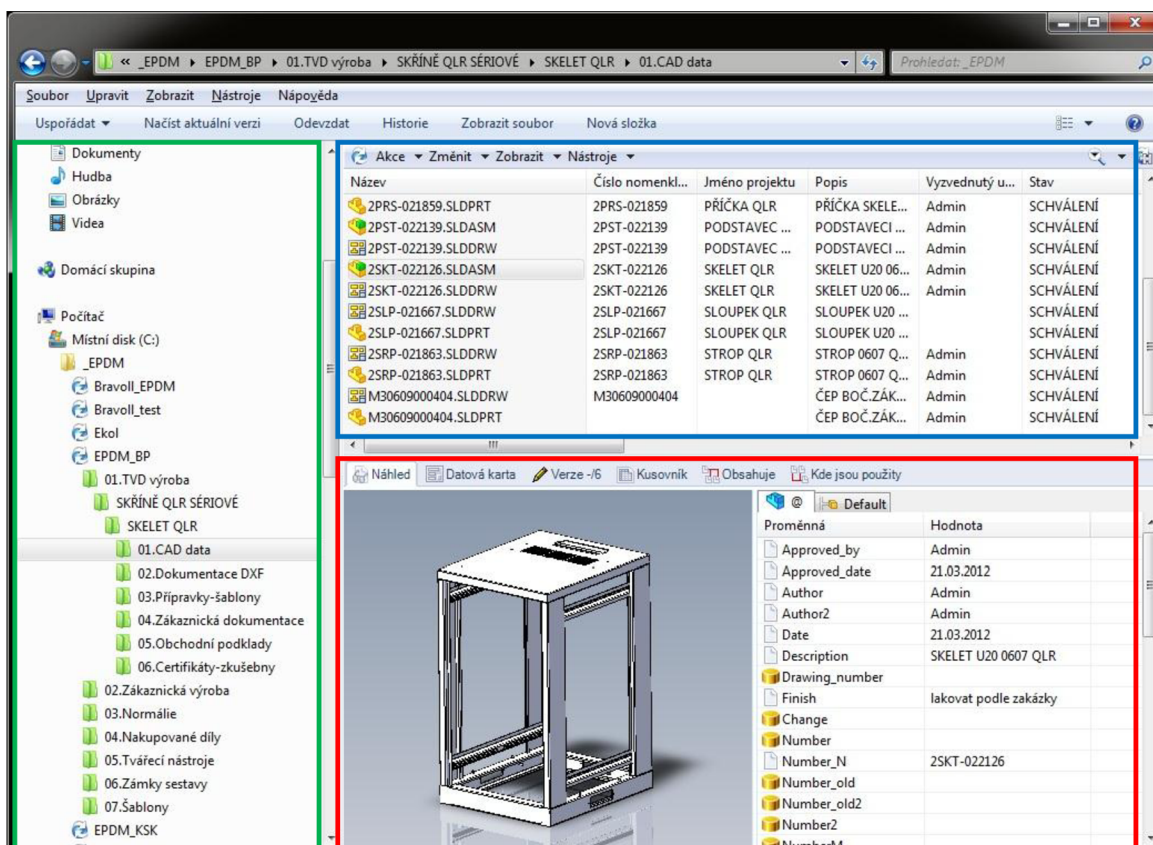 « _EPDM ▸ EPDM_BP ▸ 01.TVD výroba ▸ SKŘÍNĚ QLR SÉRIOVÉ ▸ SKELET QLR ▸ 01.CAD data
Prohledat: _EPDM
Soubor Upravit Zobrazit Nástroje Nápověda
Uspořádat Načíst aktuální verzi Odevzdat Historie Zobrazit soubor Nová složka
Dokumenty
Hudba
Obrázky
Videa
Domácí skupina
Počítač
Místní disk (C:)
_EPDM
Bravoll_EPDM
Bravoll_test
Ekol
EPDM_BP
01.TVD výroba
SKŘÍNĚ QLR SÉRIOVÉ
SKELET QLR
01.CAD data
02.Dokumentace DXF
03.Přípravky-šablony
04.Zákaznická dokumentace
05.Obchodní podklady
06.Certifikáty-zkušebny
02.Zákaznická výroba
03.Normálie
04.Nakupované díly
05.Tvářecí nástroje
06.Zámky sestavy
07.Šablony
EPDM_KSK
Akce Změnit Zobrazit Nástroje
Název Číslo nomenkl... Jméno projektu Popis Vyzvednutý u... Stav
2PRS-021859.SLDPRT 2PRS-021859 PŘÍČKA QLR PŘÍČKA SKELE... Admin SCHVÁLENÍ
2PST-022139.SLDASM 2PST-022139 PODSTAVEC ... PODSTAVECI ... Admin SCHVÁLENÍ
2PST-022139.SLDDRW 2PST-022139 PODSTAVEC ... PODSTAVECI ... Admin SCHVÁLENÍ
2SKT-022126.SLDASM 2SKT-022126 SKELET QLR SKELET U20 06... Admin SCHVÁLENÍ
2SKT-022126.SLDDRW 2SKT-022126 SKELET QLR SKELET U20 06... Admin SCHVÁLENÍ
2SLP-021667.SLDDRW 2SLP-021667 SLOUPEK QLR SLOUPEK U20 ... SCHVÁLENÍ
2SLP-021667.SLDPRT 2SLP-021667 SLOUPEK QLR SLOUPEK U20 ... SCHVÁLENÍ
2SRP-021863.SLDDRW 2SRP-021863 STROP QLR STROP 0607 Q... Admin SCHVÁLENÍ
2SRP-021863.SLDPRT 2SRP-021863 STROP QLR STROP 0607 Q... Admin SCHVÁLENÍ
M30609000404.SLDDRW M30609000404 ČEP BOČ.ZÁK... Admin SCHVÁLENÍ
M30609000404.SLDPRT ČEP BOČ.ZÁK... Admin SCHVÁLENÍ
Náhled Datová karta Verze -/6 Kusovník Obsahuje Kde jsou použity
@ Default
Proměnná Hodnota
Approved_by Admin
Approved_date 21.03.2012
Author Admin
Author2 Admin
Date 21.03.2012
Description SKELET U20 0607 QLR
Drawing_number
Finish lakovat podle zakázky
Change
Number
Number_N 2SKT-022126
Number_old
Number_old2
Number2
NumberM